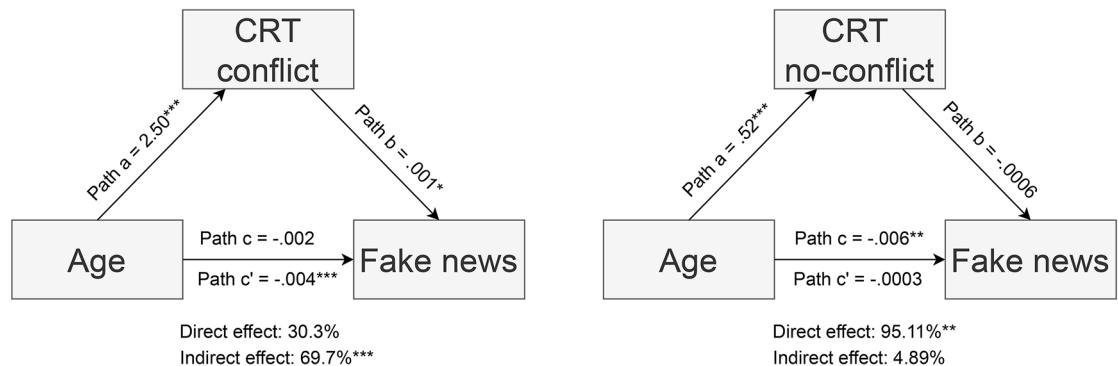 CRT
conflict
Path a = 2.50***
Path b = .001*
Age
Path c = -.002
Path c' = -.004***
Fake news
Direct effect: 30.3%
Indirect effect: 69.7%***
CRT
no-conflict
Path a = .52***
Path b = -.0006
Age
Path c = -.006**
Path c' = -.0003
Fake news
Direct effect: 95.11%**
Indirect effect: 4.89%